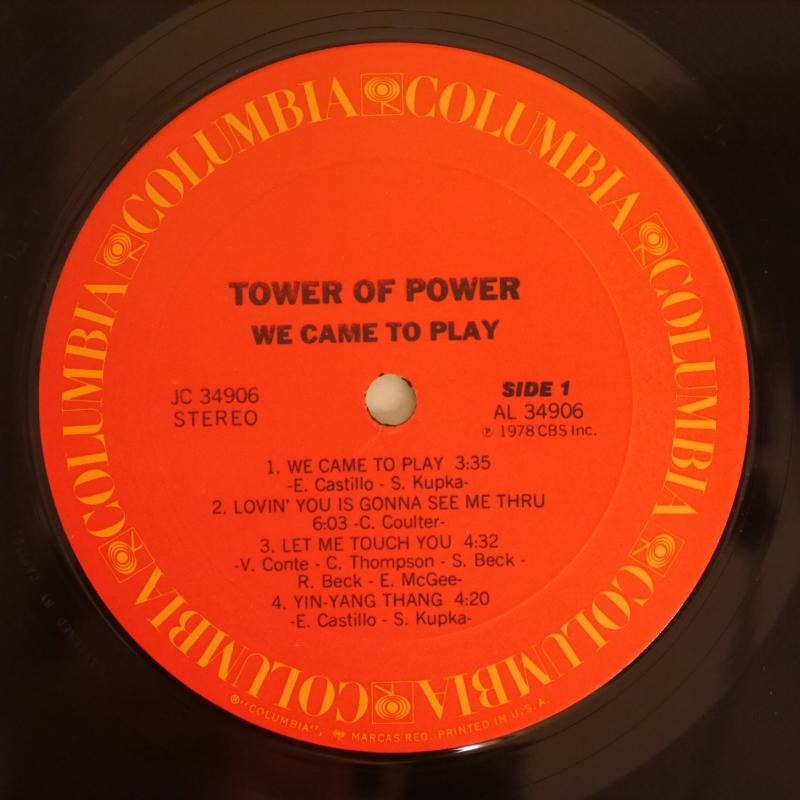 COLUMBIA COLUMBIA COLUMBIA COLUMBIA COLUMBIA COLUMBIA
TOWER OF POWER
WE CAME TO PLAY
JC 34906
STEREO
SIDE 1
AL 34906
℗ 1978 CBS Inc.
1. WE CAME TO PLAY 3:35
-E. Castillo - S. Kupka-
2. LOVIN' YOU IS GONNA SEE ME THRU
6:03 -C. Coulter-
3. LET ME TOUCH YOU 4:32
-V. Conte - C. Thompson - S. Beck -
R. Beck - E. McGee-
4. YIN-YANG THANG 4:20
-E. Castillo - S. Kupka-
®"COLUMBIA", MARCAS REG. PRINTED IN U.S.A.